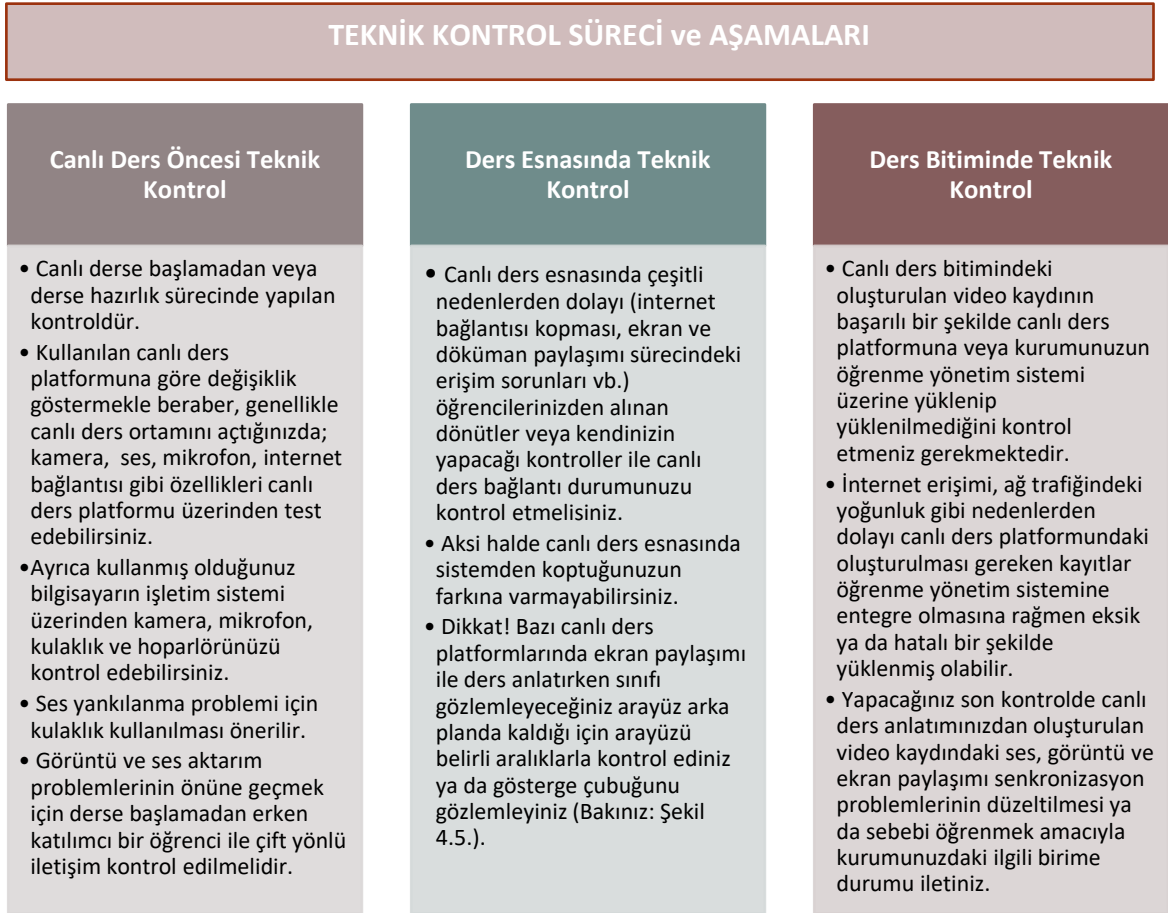 TEKNİK KONTROL SÜRECİ ve AŞAMALARI
Canlı Ders Öncesi Teknik
Kontrol
• Canlı derse başlamadan veya
derse hazırlık sürecinde yapılan
kontroldür.
• Kullanılan canlı ders
platformuna göre değişiklik
göstermekle beraber, genellikle
canlı ders ortamını açtığınızda;
kamera, ses, mikrofon, internet
bağlantısı gibi özellikleri canlı
ders platformu üzerinden test
edebilirsiniz.
•Ayrıca kullanmış olduğunuz
bilgisayarın işletim sistemi
üzerinden kamera, mikrofon,
kulaklık ve hoparlörünüzü
kontrol edebilirsiniz.
• Ses yankılanma problemi için
kulaklık kullanılması önerilir.
• Görüntü ve ses aktarım
problemlerinin önüne geçmek
için derse başlamadan erken
katılımcı bir öğrenci ile çift yönlü
iletişim kontrol edilmelidir.
Ders Esnasında Teknik
Kontrol
• Canlı ders esnasında çeşitli
nedenlerden dolayı (internet
bağlantısı kopması, ekran ve
döküman paylaşımı sürecindeki
erişim sorunları vb.)
öğrencilerinizden alınan
dönütler veya kendinizin
yapacağı kontroller ile canlı
ders bağlantı durumunuzu
kontrol etmelisiniz.
• Aksi halde canlı ders esnasında
sistemden koptuğunuzun
farkına varmayabilirsiniz.
• Dikkat! Bazı canlı ders
platformlarında ekran paylaşımı
ile ders anlatırken sınıfı
gözlemleyeceğiniz arayüz arka
planda kaldığı için arayüzü
belirli aralıklarla kontrol ediniz
ya da gösterge çubuğunu
gözlemleyiniz (Bakınız: Şekil
4.5.).
Ders Bitiminde Teknik
Kontrol
• Canlı ders bitimindeki
oluşturulan video kaydının
başarılı bir şekilde canlı ders
platformuna veya kurumunuzun
öğrenme yönetim sistemi
üzerine yüklenip
yüklenilmediğini kontrol
etmeniz gerekmektedir.
• İnternet erişimi, ağ trafiğindeki
yoğunluk gibi nedenlerden
dolayı canlı ders platformundaki
oluşturulması gereken kayıtlar
öğrenme yönetim sistemine
entegre olmasına rağmen eksik
ya da hatalı bir şekilde
yüklenmiş olabilir.
• Yapacağınız son kontrolde canlı
ders anlatımınızdan oluşturulan
video kaydındaki ses, görüntü ve
ekran paylaşımı senkronizasyon
problemlerinin düzeltilmesi ya
da sebebi öğrenmek amacıyla
kurumunuzdaki ilgili birime
durumu iletiniz.